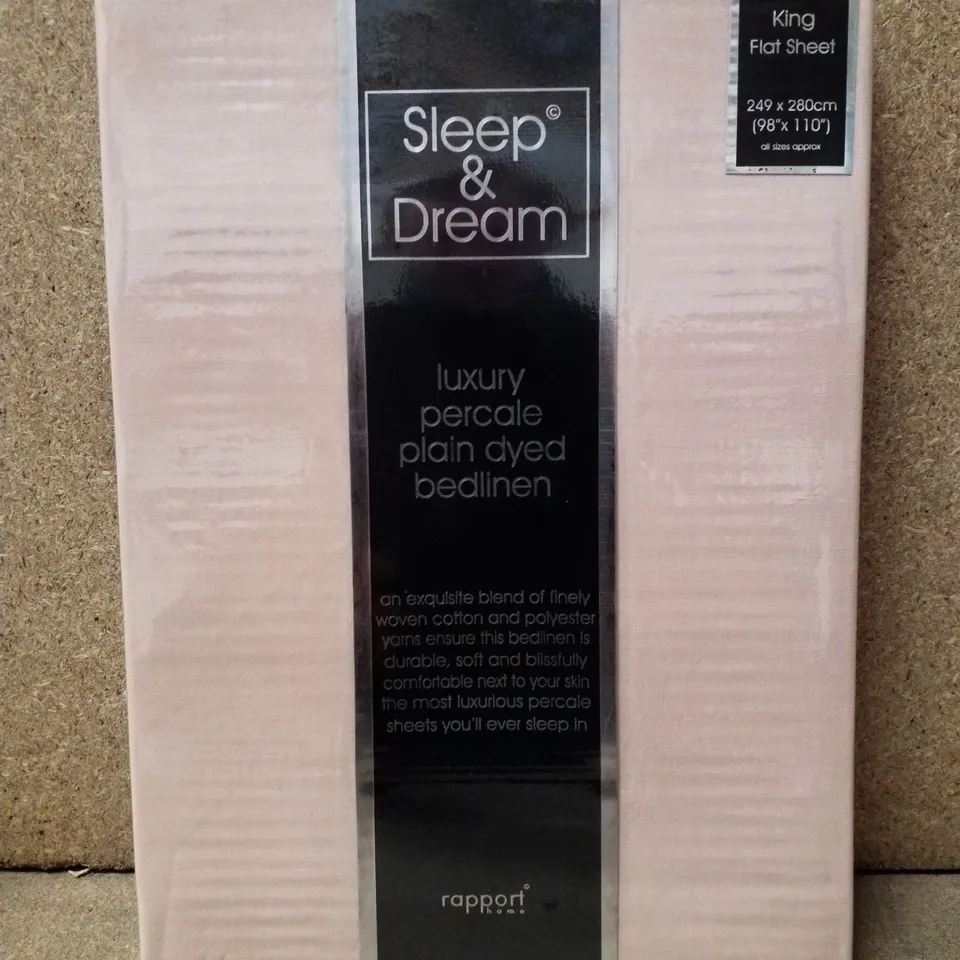 King
Flat Sheet
249 x 280cm
(98"x 110")
all sizes approx
Sleep©
&
Dream
luxury
percale
plain dyed
bedlinen
an exquisite blend of finely
woven cotton and polyester
yarns ensure this bedlinen is
durable, soft and blissfully
comfortable next to your skin
the most luxurious percale
sheets you'll ever sleep in
rapport©
home